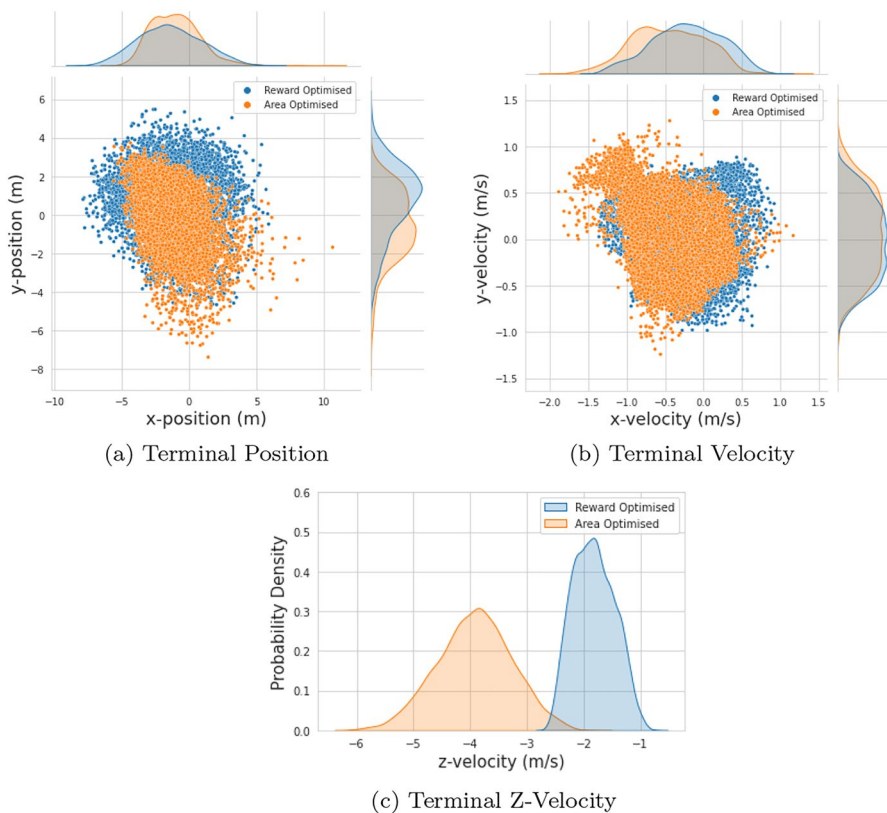 Reward Optimised
Area Optimised
6
4
2
0
−2
−4
−6
−8
y-position (m)
−10
−5
0
5
10
x-position (m)
(a) Terminal Position
Reward Optimised
Area Optimised
1.5
1.0
0.5
0.0
−0.5
−1.0
−1.5
y-velocity (m/s)
−2.0
−1.5
−1.0
−0.5
0.0
0.5
1.0
1.5
x-velocity (m/s)
(b) Terminal Velocity
Reward Optimised
Area Optimised
0.6
0.5
0.4
0.3
0.2
0.1
0.0
Probability Density
−6
−5
−4
−3
−2
−1
z-velocity (m/s)
(c) Terminal Z-Velocity